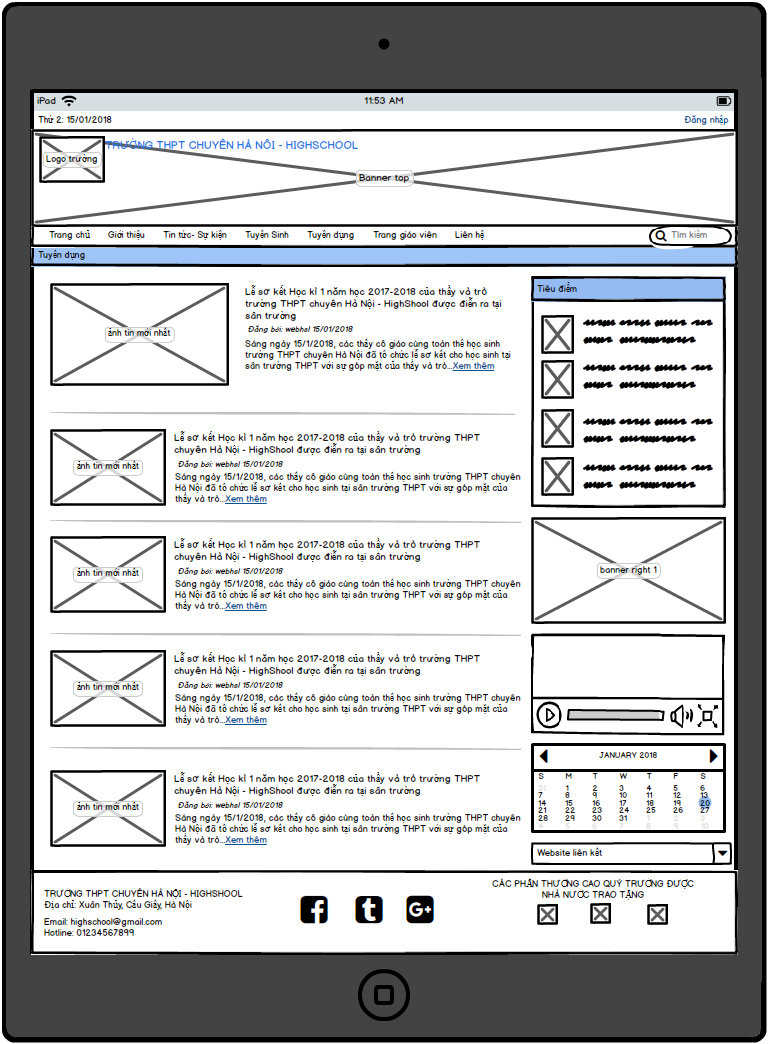 iPad 11:53 AM
Thứ 2: 15/01/2018 Đăng nhập
TRƯỜNG THPT CHUYÊN HÀ NỘI - HIGHSCHOOL
Logo trường
Banner top
Trang chủ Giới thiệu Tin tức- Sự kiện Tuyển Sinh Tuyển dụng Trang giáo viên Liên hệ Tìm kiếm
Tuyển dụng
ảnh tin mới nhất
Lễ sơ kết Học kì 1 năm học 2017-2018 của thầy và trò
trường THPT chuyên Hà Nội - HighShool được diễn ra tại
sân trường
Đăng bởi: webhsl 15/01/2018
Sáng ngày 15/1/2018, các thầy cô giáo cùng toàn thể học sinh
trường THPT chuyên Hà Nội đã tổ chức lễ sơ kết cho học sinh tại
sân trường THPT với sự góp mặt của thầy và trò...Xem thêm
ảnh tin mới nhất
Lễ sơ kết Học kì 1 năm học 2017-2018 của thầy và trò trường THPT
chuyên Hà Nội - HighShool được diễn ra tại sân trường
Đăng bởi: webhsl 15/01/2018
Sáng ngày 15/1/2018, các thầy cô giáo cùng toàn thể học sinh trường THPT chuyên
Hà Nội đã tổ chức lễ sơ kết cho học sinh tại sân trường THPT với sự góp mặt của
thầy và trò...Xem thêm
ảnh tin mới nhất
Lễ sơ kết Học kì 1 năm học 2017-2018 của thầy và trò trường THPT
chuyên Hà Nội - HighShool được diễn ra tại sân trường
Đăng bởi: webhsl 15/01/2018
Sáng ngày 15/1/2018, các thầy cô giáo cùng toàn thể học sinh trường THPT chuyên
Hà Nội đã tổ chức lễ sơ kết cho học sinh tại sân trường THPT với sự góp mặt của
thầy và trò...Xem thêm
ảnh tin mới nhất
Lễ sơ kết Học kì 1 năm học 2017-2018 của thầy và trò trường THPT
chuyên Hà Nội - HighShool được diễn ra tại sân trường
Đăng bởi: webhsl 15/01/2018
Sáng ngày 15/1/2018, các thầy cô giáo cùng toàn thể học sinh trường THPT chuyên
Hà Nội đã tổ chức lễ sơ kết cho học sinh tại sân trường THPT với sự góp mặt của
thầy và trò...Xem thêm
ảnh tin mới nhất
Lễ sơ kết Học kì 1 năm học 2017-2018 của thầy và trò trường THPT
chuyên Hà Nội - HighShool được diễn ra tại sân trường
Đăng bởi: webhsl 15/01/2018
Sáng ngày 15/1/2018, các thầy cô giáo cùng toàn thể học sinh trường THPT chuyên
Hà Nội đã tổ chức lễ sơ kết cho học sinh tại sân trường THPT với sự góp mặt của
thầy và trò...Xem thêm
Tiêu điểm
banner right 1
JANUARY 2018
S M T W T F S
31 1 2 3 4 5 6
7 8 9 10 11 12 13
14 15 16 17 18 19 20
21 22 23 24 25 26 27
28 29 30 31 1 2 3
4 5 6 7 8 9 10
Website liên kết
TRƯỜNG THPT CHUYÊN HÀ NỘI - HIGHSHOOL
Địa chỉ: Xuân Thủy, Cầu Giấy, Hà Nội
Email: highschool@gmail.com
Hotline: 01234567899
CÁC PHẦN THƯỞNG CAO QUÝ TRƯỜNG ĐƯỢC
NHÀ NƯỚC TRAO TẶNG